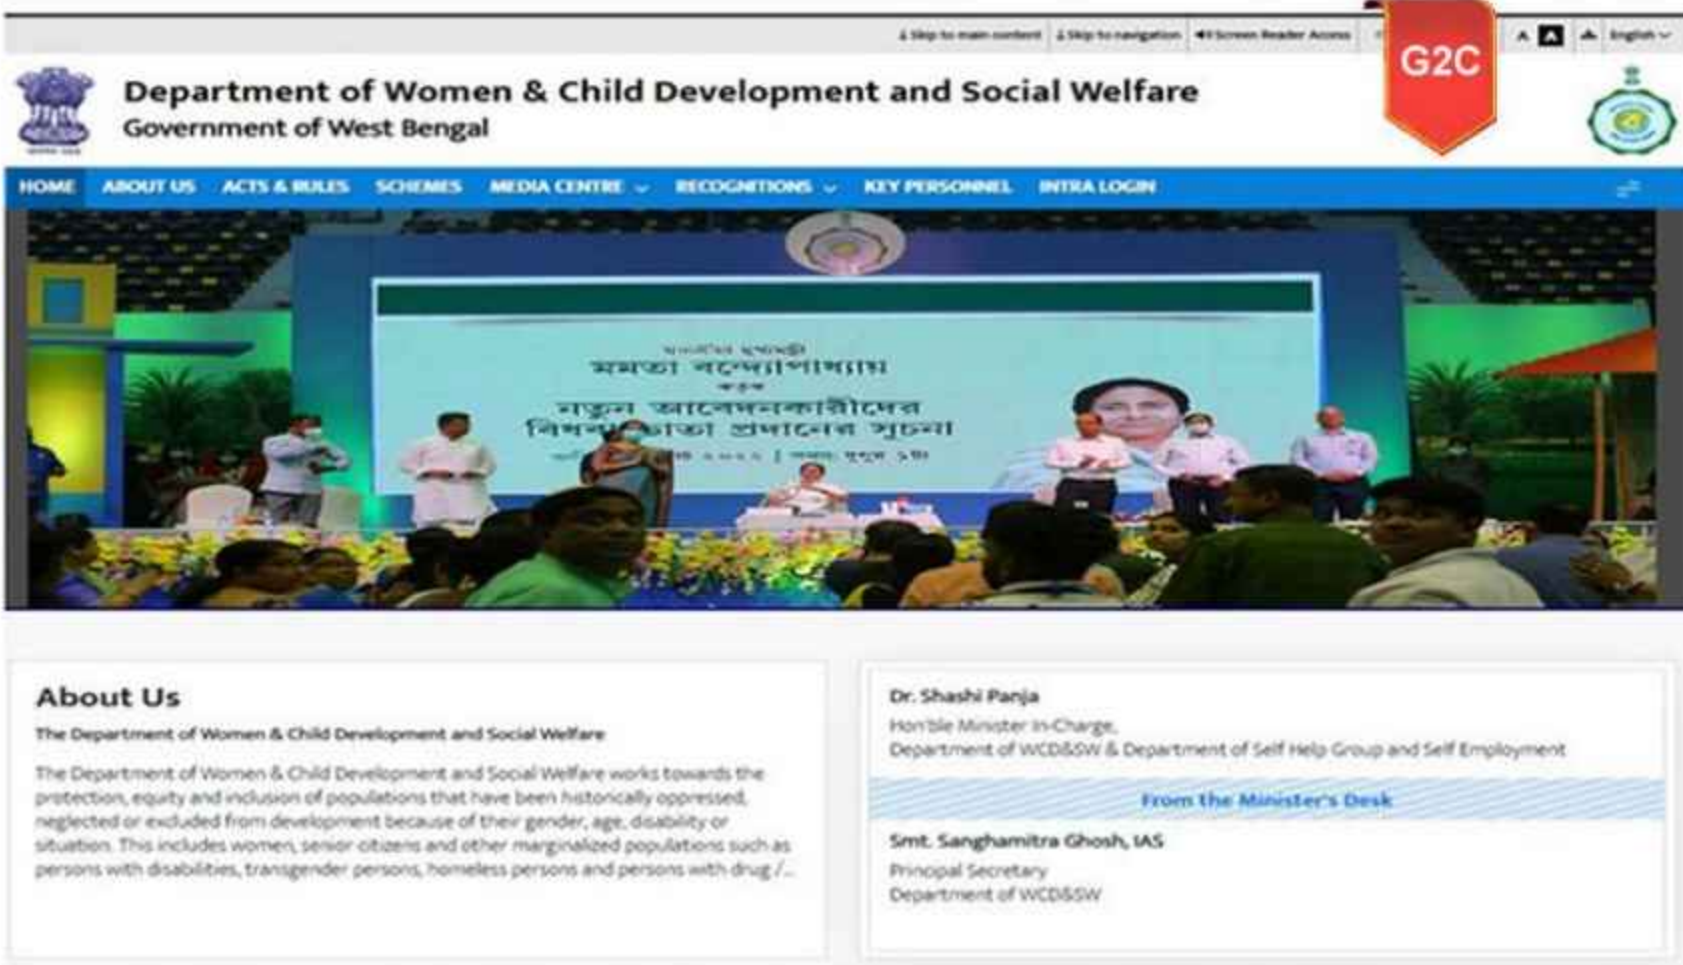 Skip to main content Skip to navigation Screen Reader Access A A English
G2C
Department of Women & Child Development and Social Welfare
Government of West Bengal
HOME ABOUT US ACTS & RULES SCHEMES MEDIA CENTRE RECOGNITIONS KEY PERSONNEL INTRA LOGIN
মমতা বন্দ্যোপাধ্যায়
কর্তৃক
নতুন আবেদনকারীদের
ভাতা প্রদানের সূচনা
About Us
The Department of Women & Child Development and Social Welfare
The Department of Women & Child Development and Social Welfare works towards the
protection, equity and inclusion of populations that have been historically oppressed,
neglected or excluded from development because of their gender, age, disability or
situation. This includes women, senior citizens and other marginalized populations such as
persons with disabilities, transgender persons, homeless persons and persons with drug /...
Dr. Shashi Panja
Hon'ble Minister In-Charge,
Department of WCD&SW & Department of Self Help Group and Self Employment
From the Minister's Desk
Smt. Sanghamitra Ghosh, IAS
Principal Secretary
Department of WCD&SW